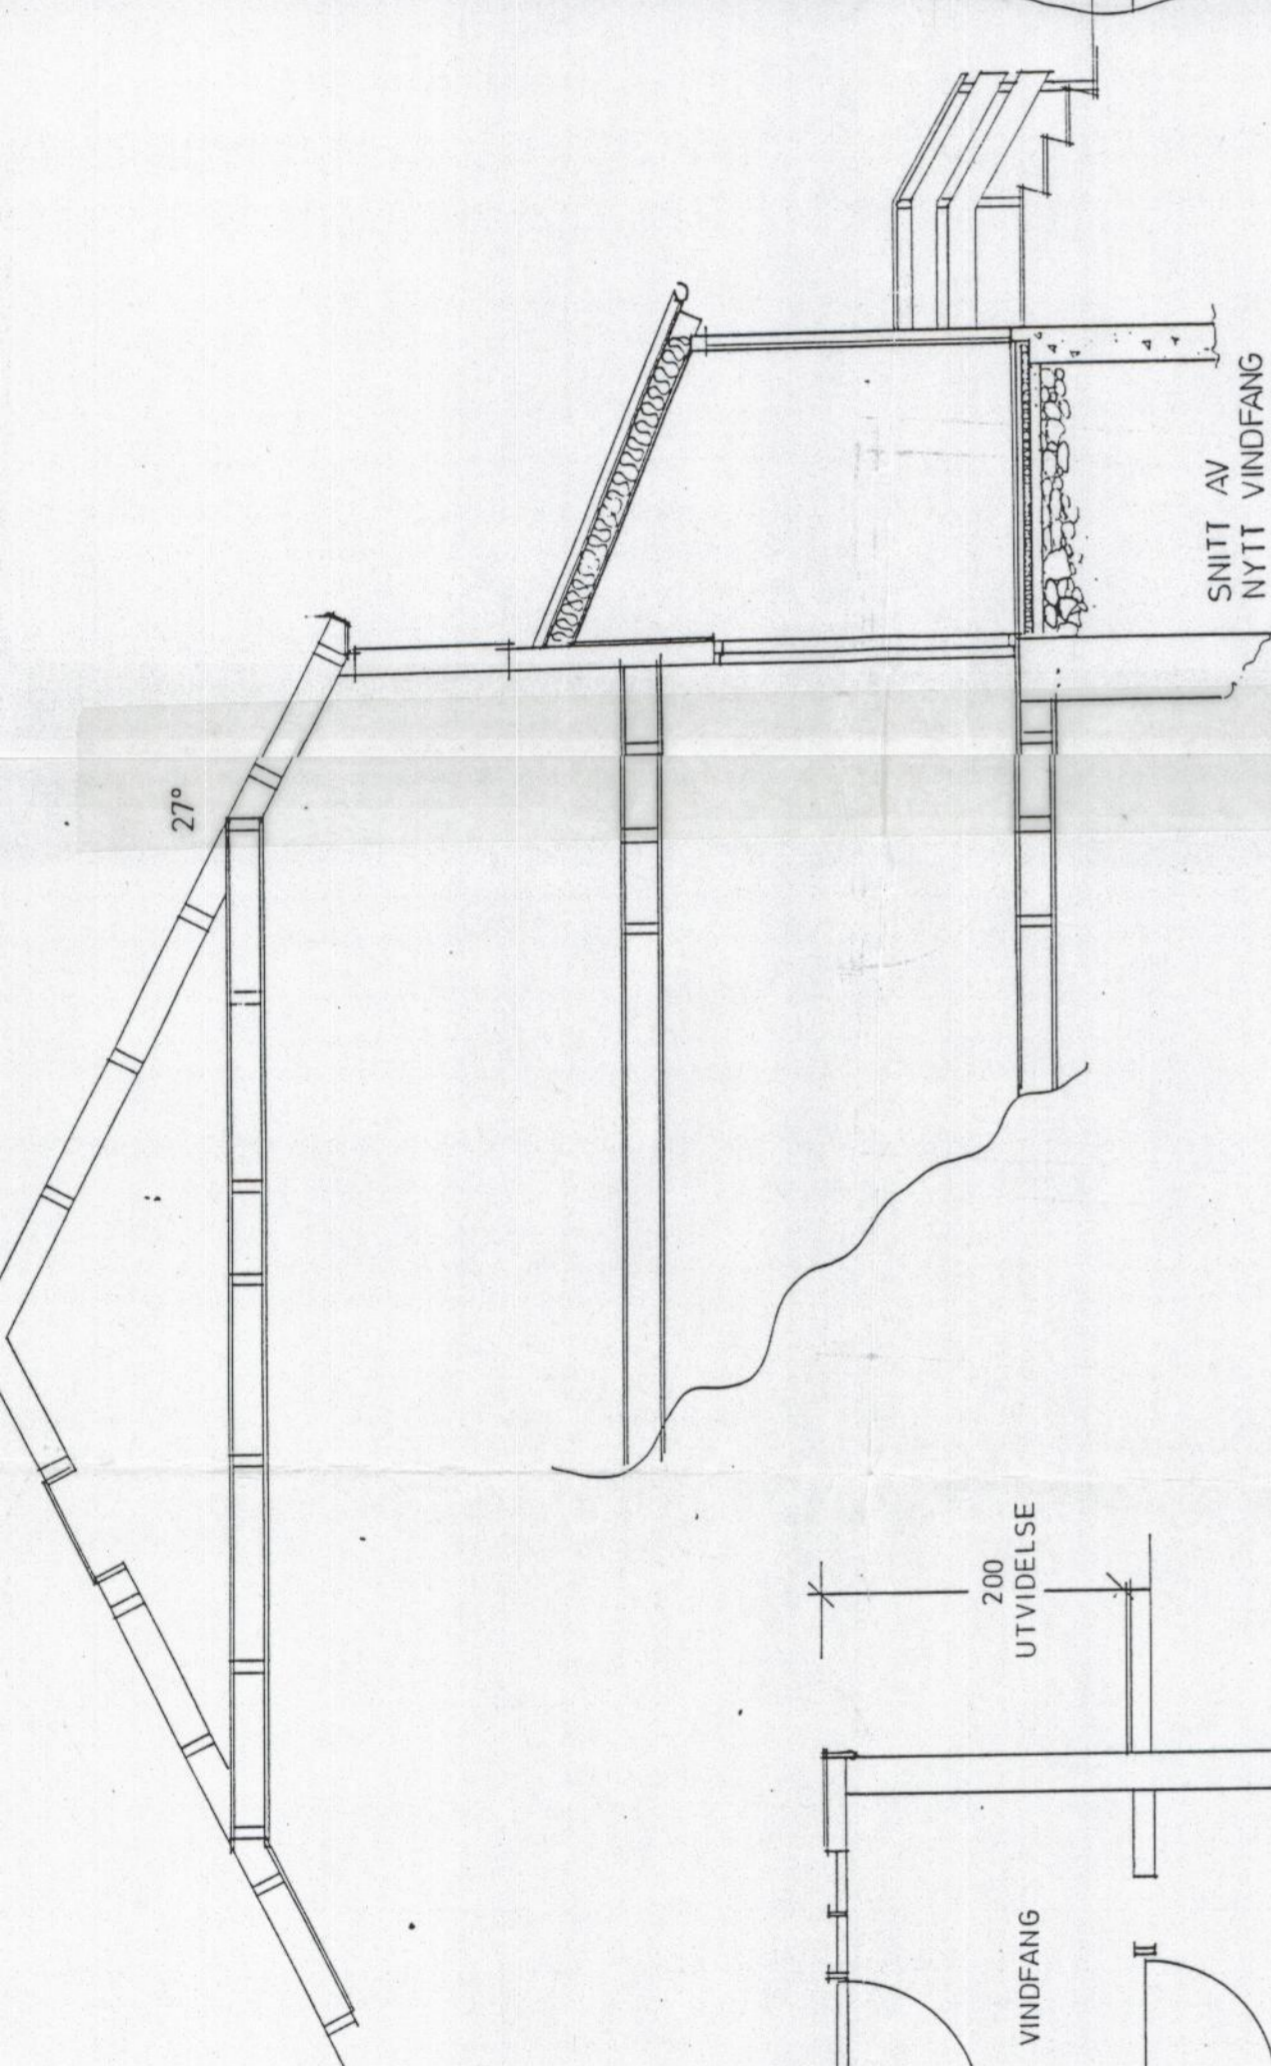 27°
SNITT AV
NYTT VINDFANG
200
UTVIDELSE
VINDFANG